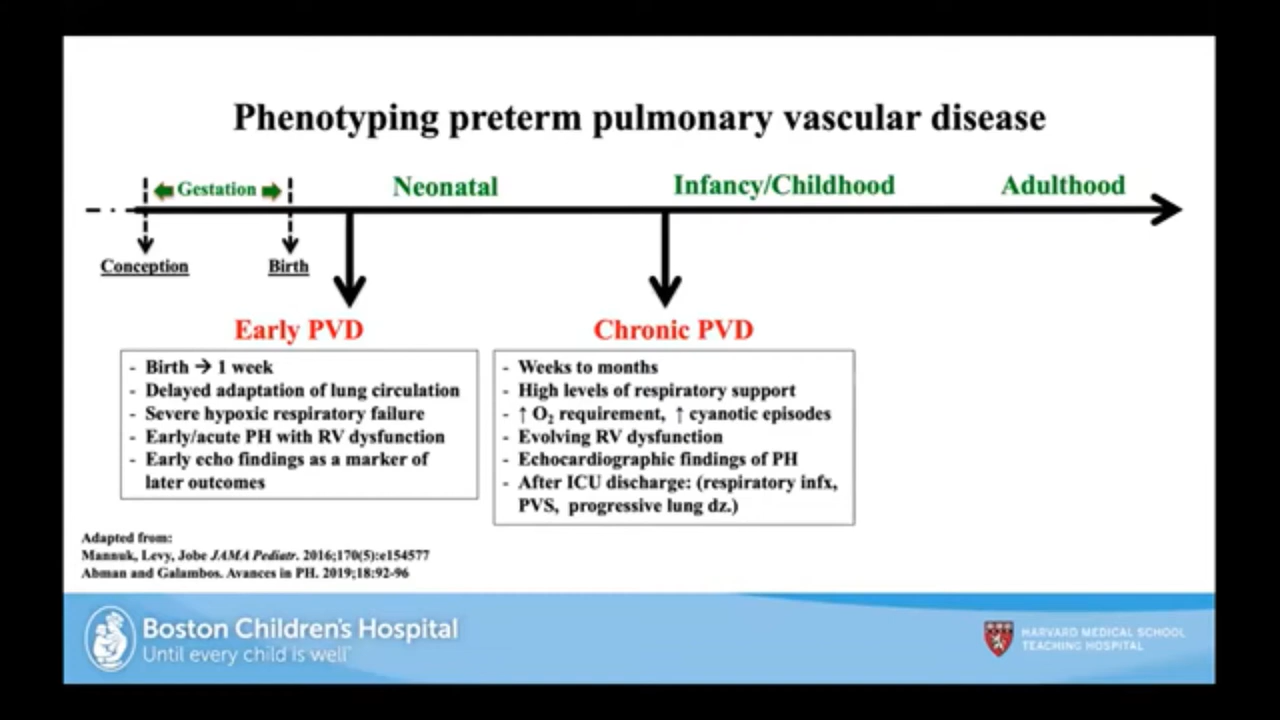 Phenotyping preterm pulmonary vascular disease
Gestation
Neonatal
Infancy/Childhood
Adulthood
Conception
Birth
Early PVD
- Birth → 1 week
- Delayed adaptation of lung circulation
- Severe hypoxic respiratory failure
- Early/acute PH with RV dysfunction
- Early echo findings as a marker of
later outcomes
Chronic PVD
- Weeks to months
- High levels of respiratory support
- ↑ O₂ requirement, ↑ cyanotic episodes
- Evolving RV dysfunction
- Echocardiographic findings of PH
- After ICU discharge: (respiratory infx,
PVS, progressive lung dz.)
Adapted from:
Mannuk, Levy, Jobe JAMA Pediatr. 2016;170(5):e154577
Abman and Galambos. Avances in PH. 2019;18:92-96
Boston Children's Hospital
Until every child is well™
HARVARD MEDICAL SCHOOL
TEACHING HOSPITAL